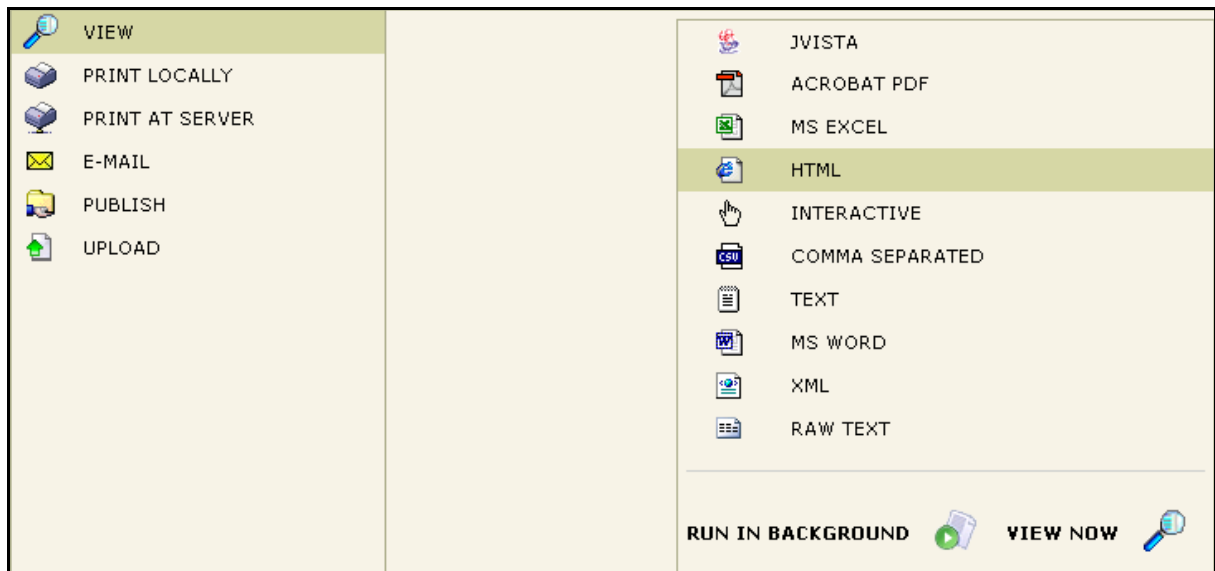 VIEW
PRINT LOCALLY
PRINT AT SERVER
E-MAIL
PUBLISH
UPLOAD
JVISTA
ACROBAT PDF
MS EXCEL
HTML
INTERACTIVE
CSV
COMMA SEPARATED
TEXT
MS WORD
XML
RAW TEXT
RUN IN BACKGROUND
VIEW NOW